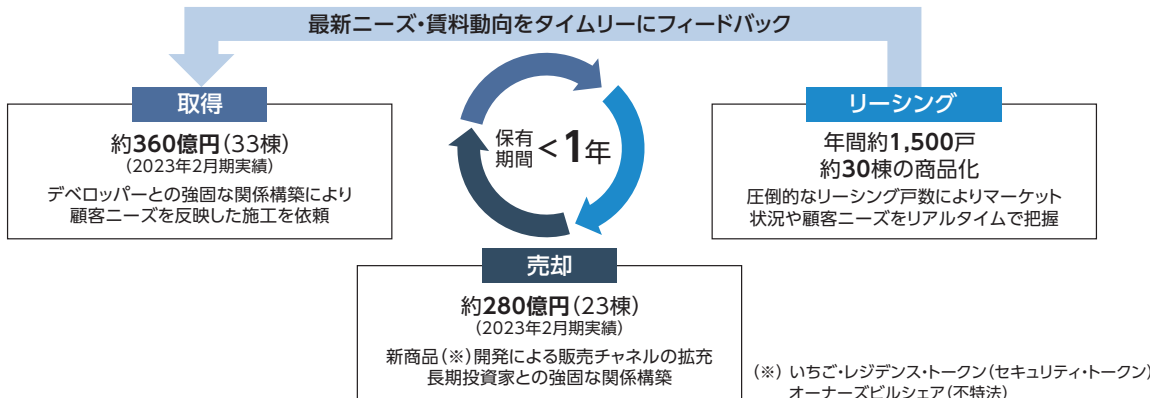 最新ニーズ・賃料動向をタイムリーにフィードバック
取得
約360億円(33棟)
(2023年2月期実績)
デベロッパーとの強固な関係構築により
顧客ニーズを反映した施工を依頼
保有
期間<1年
リーシング
年間約1,500戸
約30棟の商品化
圧倒的なリーシング戸数によりマーケット
状況や顧客ニーズをリアルタイムで把握
売却
約280億円(23棟)
(2023年2月期実績)
新商品(※)開発による販売チャネルの拡充
長期投資家との強固な関係構築
(※) いちご・レジデンス・トークン(セキュリティ・トークン)
オーナーズビルシェア(不特法)